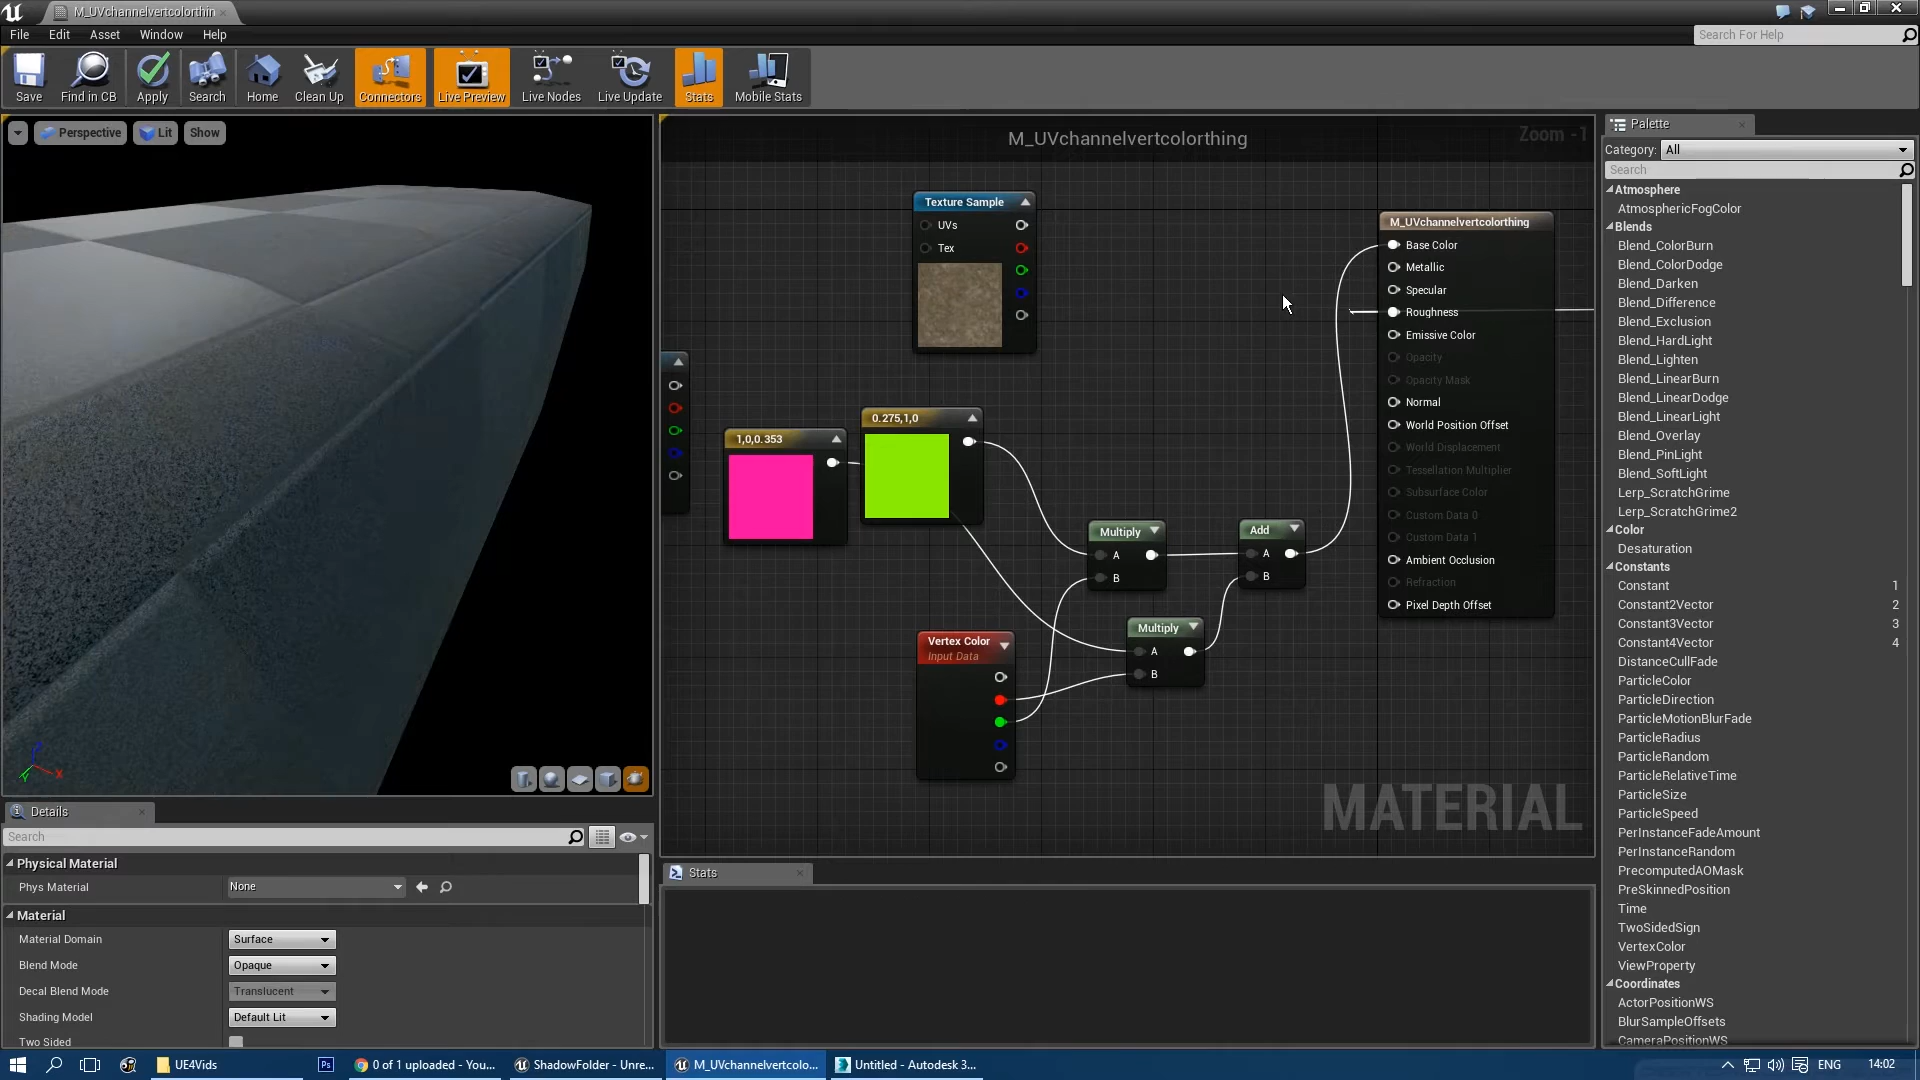 M_UVchannelvertcolorthin
File Edit Asset Window Help
Search For Help
Save Find in CB Apply Search Home Clean Up Connectors Live Preview Live Nodes Live Update Stats Mobile Stats
Perspective Lit Show
M_UVchannelvertcolorthing
Zoom -1
Texture Sample
UVs
Tex
1,0,0.353
0.275,1,0
Multiply
A
B
Add
A
B
Multiply
A
B
Vertex Color
Input Data
M_UVchannelvertcolorthing
Base Color
Metallic
Specular
Roughness
Emissive Color
Opacity
Opacity Mask
Normal
World Position Offset
World Displacement
Tessellation Multiplier
Subsurface Color
Custom Data 0
Custom Data 1
Ambient Occlusion
Refraction
Pixel Depth Offset
MATERIAL
Z
X
Y
Details
Search
Physical Material
Phys Material None
Material
Material Domain Surface
Blend Mode Opaque
Decal Blend Mode Translucent
Shading Model Default Lit
Two Sided
Stats
Palette
Category: All
Search
Atmosphere
AtmosphericFogColor
Blends
Blend_ColorBurn
Blend_ColorDodge
Blend_Darken
Blend_Difference
Blend_Exclusion
Blend_HardLight
Blend_Lighten
Blend_LinearBurn
Blend_LinearDodge
Blend_LinearLight
Blend_Overlay
Blend_PinLight
Blend_Screen
Blend_SoftLight
Lerp_ScratchGrime
Lerp_ScratchGrime2
Color
Desaturation
Constants
Constant 1
Constant2Vector 2
Constant3Vector 3
Constant4Vector 4
DistanceCullFade
ParticleColor
ParticleDirection
ParticleMotionBlurFade
ParticleRadius
ParticleRandom
ParticleRelativeTime
ParticleSize
ParticleSpeed
PerInstanceFadeAmount
PerInstanceRandom
PrecomputedAOMask
PreSkinnedPosition
Time
TwoSidedSign
VertexColor
ViewProperty
Coordinates
ActorPositionWS
BlurSampleOffsets
CameraPositionWS
UE4Vids
Ps
0 of 1 uploaded - You...
ShadowFolder - Unre...
M_UVchannelvertcolo...
Untitled - Autodesk 3...
ENG
14:02